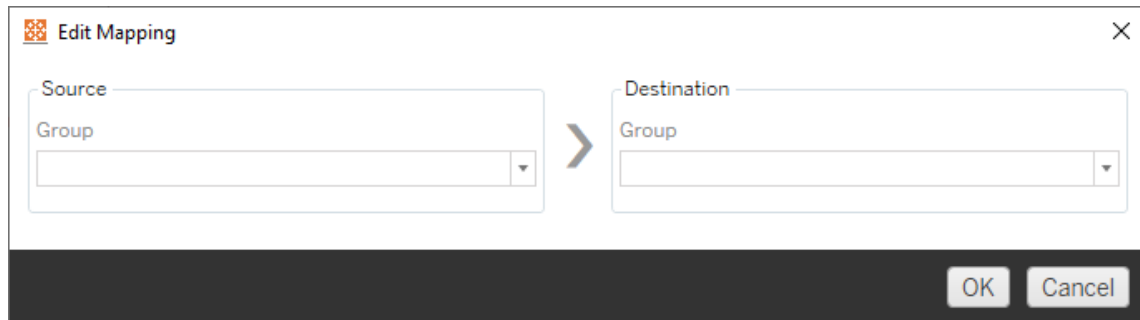 Edit Mapping
Source
Destination
Group
Group
OK
Cancel